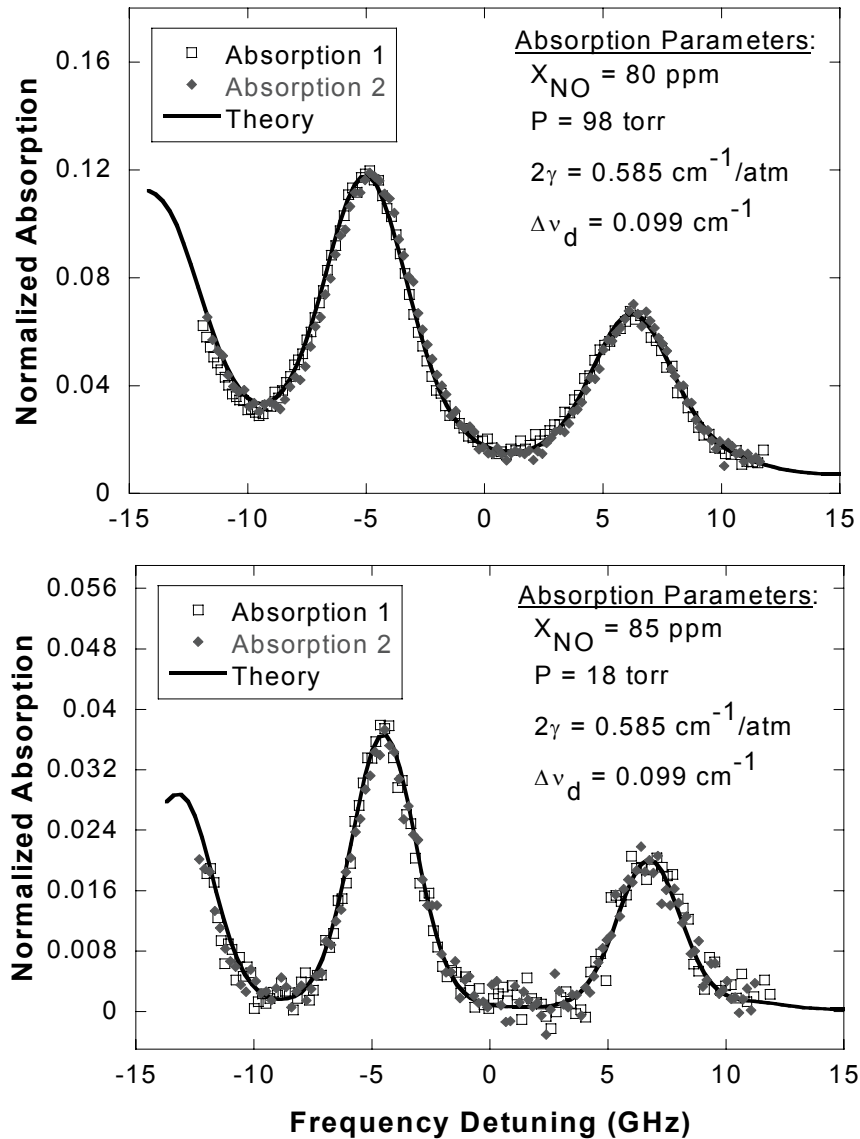 Absorption 1
Absorption 2
Theory
Absorption Parameters:
X_NO = 80 ppm
P = 98 torr
2γ = 0.585 cm⁻¹/atm
Δν_d = 0.099 cm⁻¹
Normalized Absorption
0.16
0.12
0.08
0.04
0
-15 -10 -5 0 5 10 15
Absorption 1
Absorption 2
Theory
Absorption Parameters:
X_NO = 85 ppm
P = 18 torr
2γ = 0.585 cm⁻¹/atm
Δν_d = 0.099 cm⁻¹
Normalized Absorption
0.056
0.048
0.04
0.032
0.024
0.016
0.008
0
-15 -10 -5 0 5 10 15
Frequency Detuning (GHz)